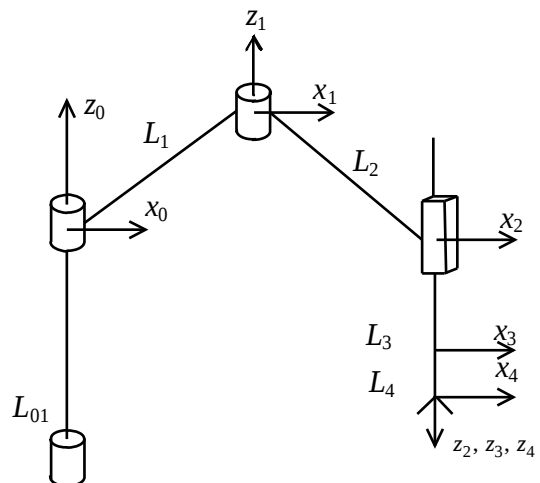 z₁
z₀
x₁
L₁
L₂
x₀
x₂
L₃
x₃
x₄
L₄
L₀₁
z₂, z₃, z₄